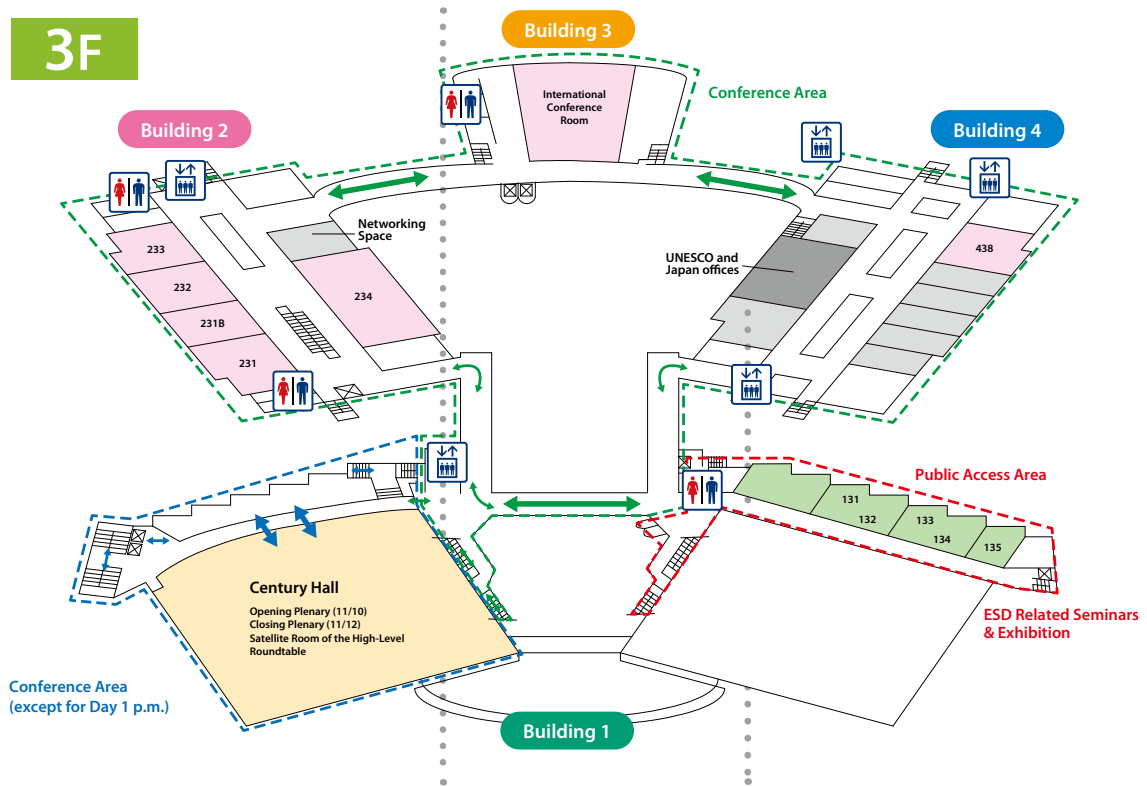 3F
Building 3
Conference Area
International
Conference
Room
Building 2
Building 4
Networking
Space
233
232
231B
231
234
UNESCO and
Japan offices
438
Public Access Area
131
132
133
134
135
ESD Related Seminars
& Exhibition
Century Hall
Opening Plenary (11/10)
Closing Plenary (11/12)
Satellite Room of the High-Level
Roundtable
Conference Area
(except for Day 1 p.m.)
Building 1